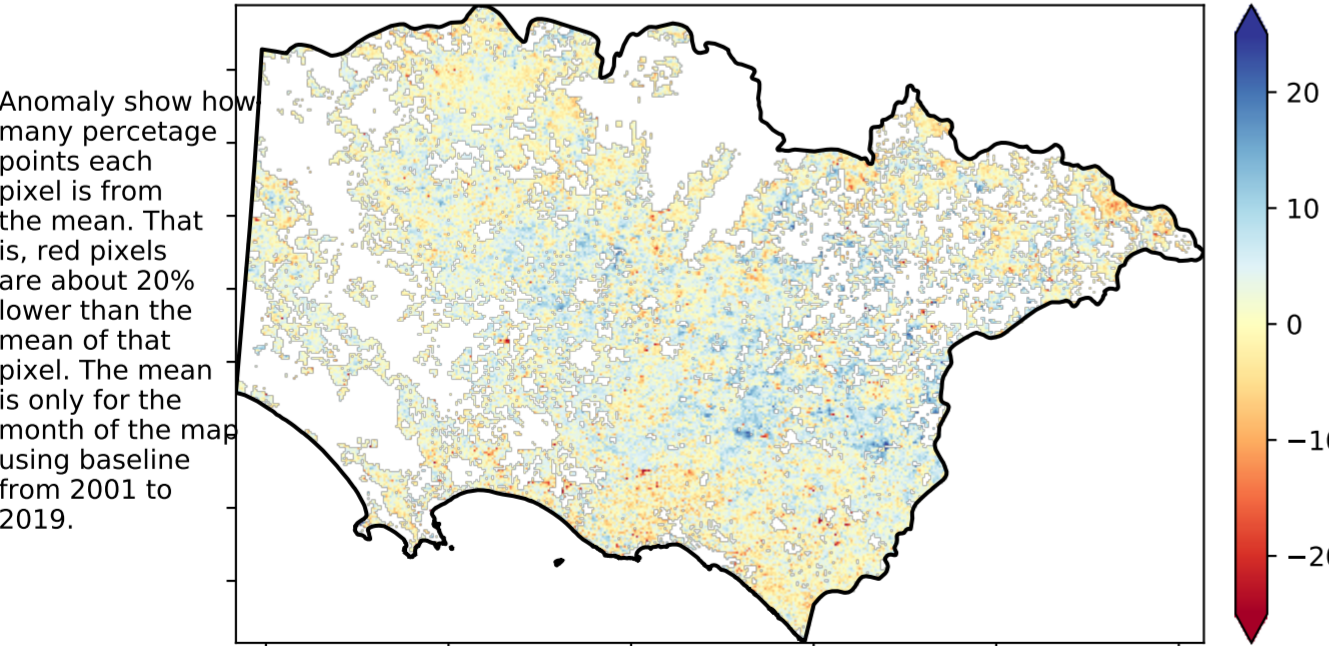 Anomaly show how
many percetage
points each
pixel is from
the mean. That
is, red pixels
are about 20%
lower than the
mean of that
pixel. The mean
is only for the
month of the map
using baseline
from 2001 to
2019.
20
10
0
−10
−20